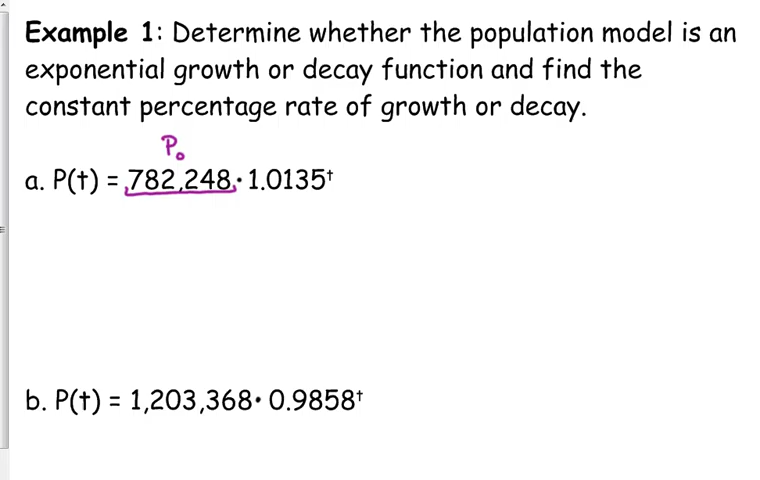 Example 1: Determine whether the population model is an
exponential growth or decay function and find the
constant percentage rate of growth or decay.
P₀
a. P(t) = 782,248 · 1.0135ᵗ
b. P(t) = 1,203,368 · 0.9858ᵗ